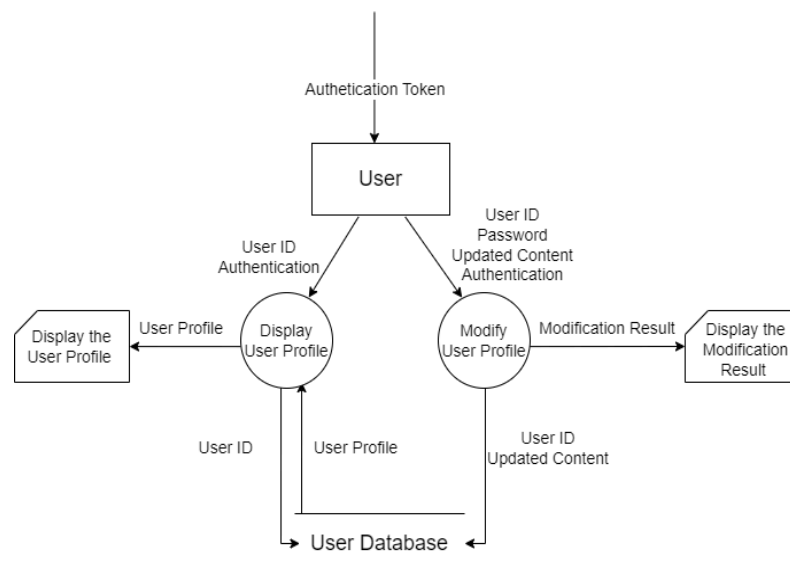 Authetication Token
User
User ID
Authentication
User ID
Password
Updated Content
Authentication
Display the
User Profile
User Profile
Display
User Profile
Modify
User Profile
Modification Result
Display the
Modification
Result
User ID
User Profile
User ID
Updated Content
User Database